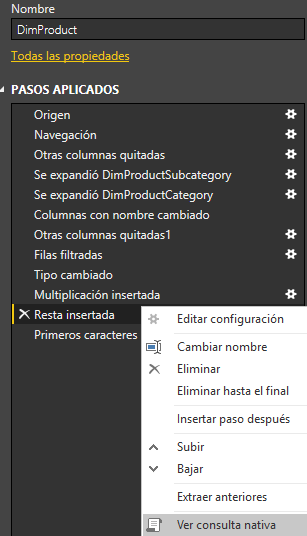 Nombre
DimProduct
Todas las propiedades
PASOS APLICADOS
Origen
Navegación
Otras columnas quitadas
Se expandió DimProductSubcategory
Se expandió DimProductCategory
Columnas con nombre cambiado
Otras columnas quitadas1
Filas filtradas
Tipo cambiado
Multiplicación insertada
Resta insertada
Primeros caracteres
Editar configuración
Cambiar nombre
Eliminar
Eliminar hasta el final
Insertar paso después
Subir
Bajar
Extraer anteriores
Ver consulta nativa